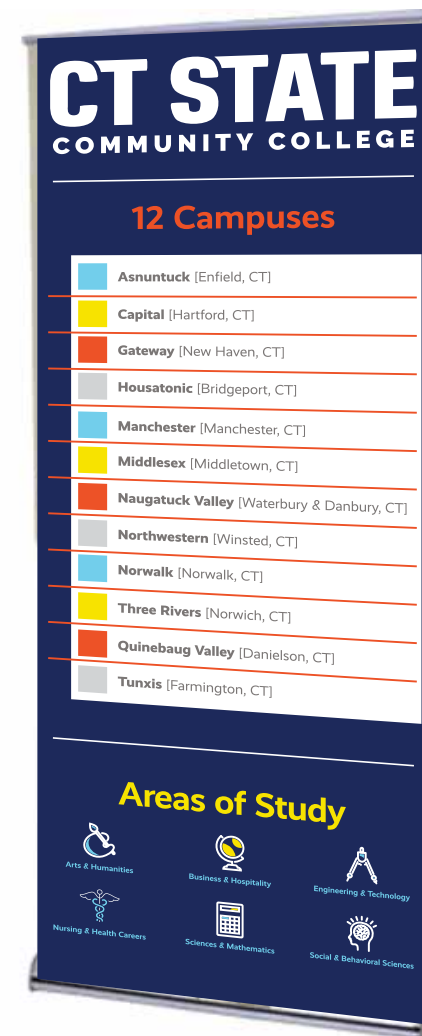 CT STATE
COMMUNITY COLLEGE
12 Campuses
Asnuntuck [Enfield, CT]
Capital [Hartford, CT]
Gateway [New Haven, CT]
Housatonic [Bridgeport, CT]
Manchester [Manchester, CT]
Middlesex [Middletown, CT]
Naugatuck Valley [Waterbury & Danbury, CT]
Northwestern [Winsted, CT]
Norwalk [Norwalk, CT]
Three Rivers [Norwich, CT]
Quinebaug Valley [Danielson, CT]
Tunxis [Farmington, CT]
Areas of Study
Arts & Humanities
Business & Hospitality
Engineering & Technology
Nursing & Health Careers
Sciences & Mathematics
Social & Behavioral Sciences